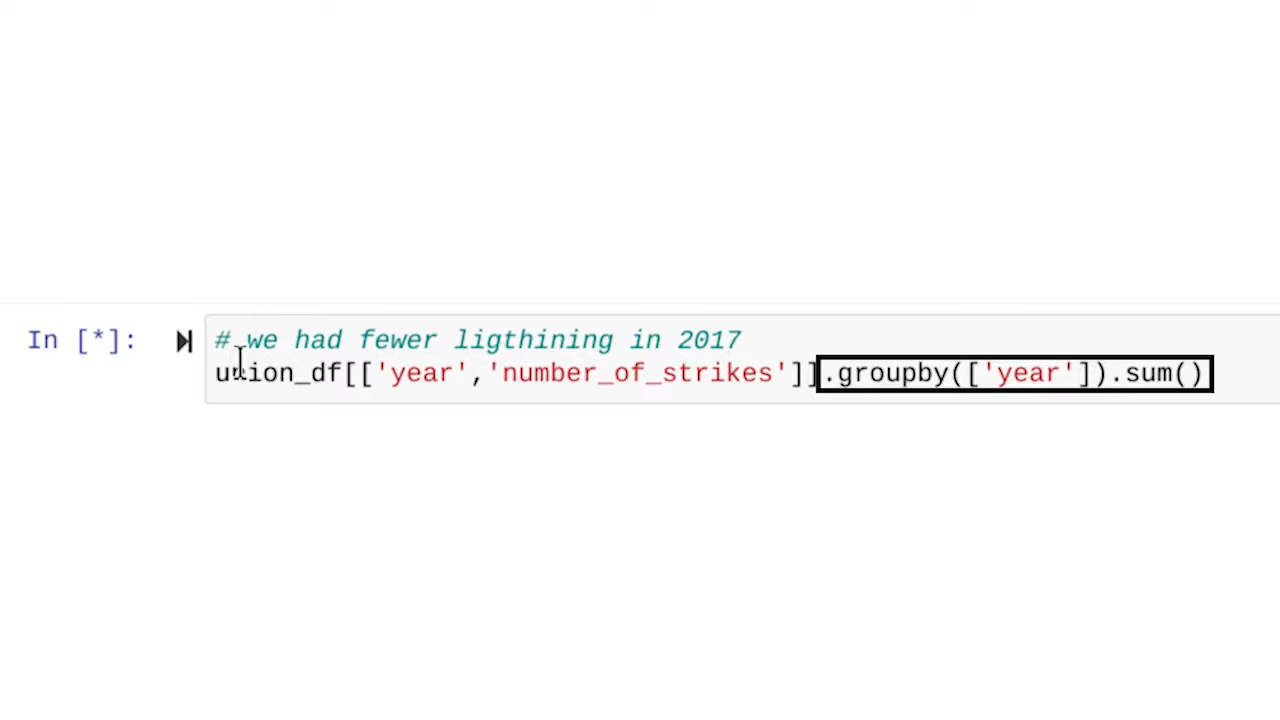 In [*]:
# we had fewer ligthining in 2017
union_df[['year','number_of_strikes']].groupby(['year']).sum()